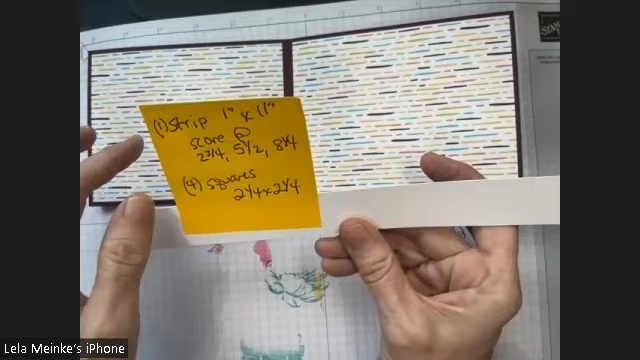 (1) Strip 1" x 11"
Score @
2 3/4, 5 1/2, 8 1/4
(4) Squares
2 1/4 x 2 1/4
STAM
Lela Meinke's iPhone